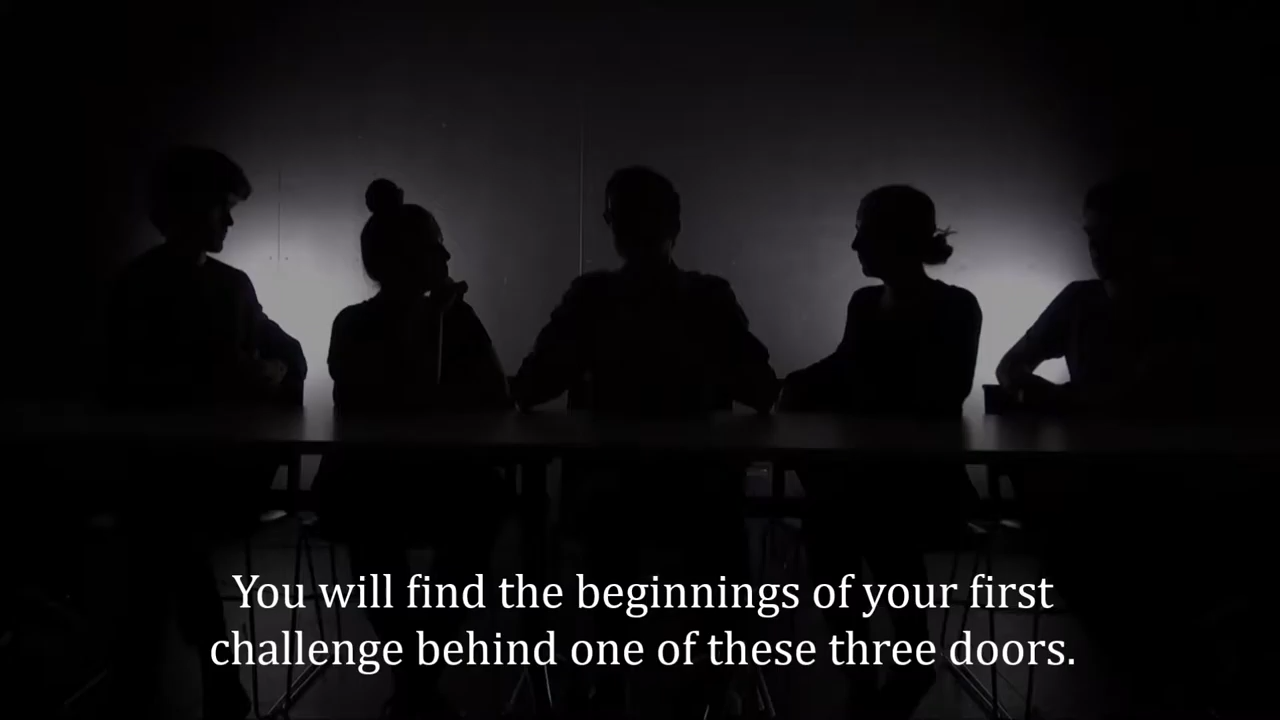 You will find the beginnings of your first
challenge behind one of these three doors.